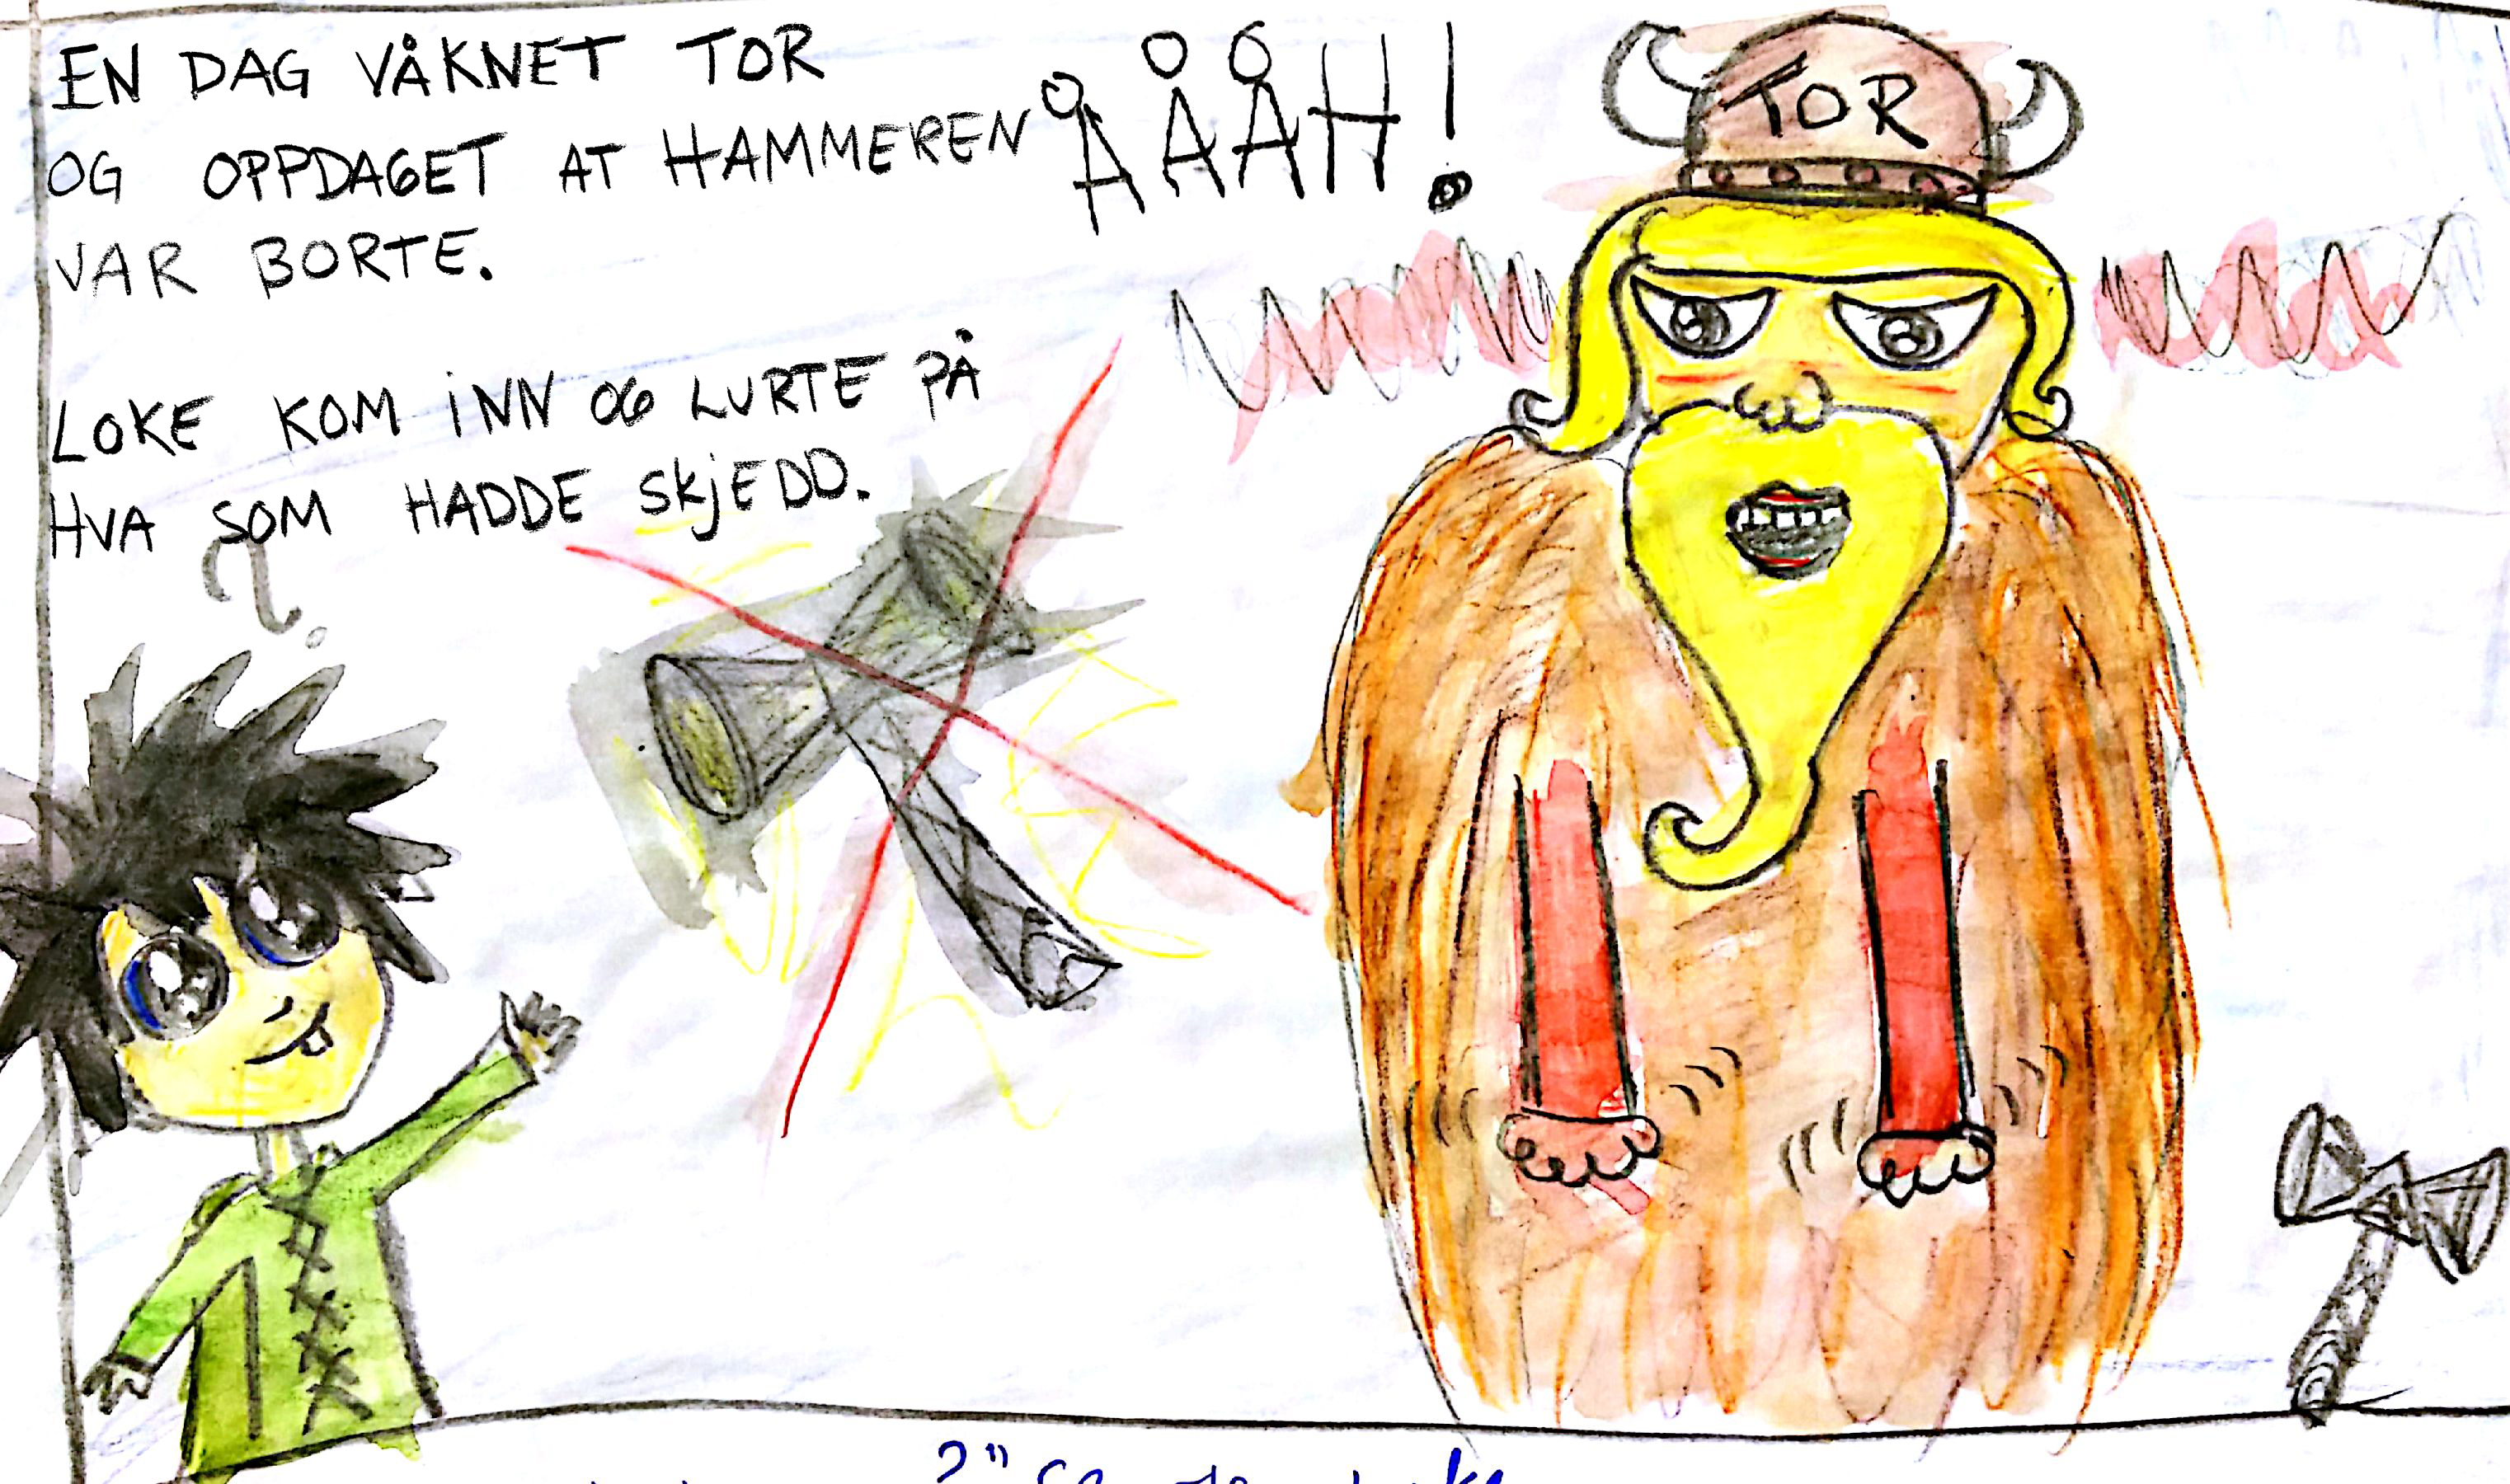 EN DAG VÅKNET TOR
OG OPPDAGET AT HAMMEREN
VAR BORTE.
ÅÅÅH!
TOR
LOKE KOM INN OG LURTE PÅ
HVA SOM HADDE SKJEDD.
?